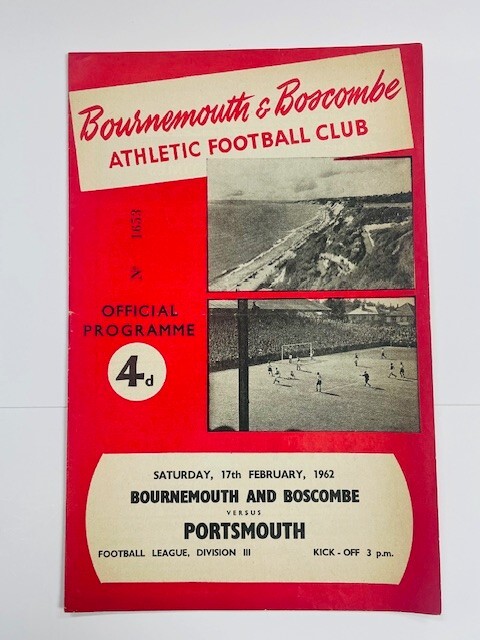 Bournemouth & Boscombe
ATHLETIC FOOTBALL CLUB
No 1653
OFFICIAL
PROGRAMME
4d
SATURDAY, 17th FEBRUARY, 1962
BOURNEMOUTH AND BOSCOMBE
VERSUS
PORTSMOUTH
FOOTBALL LEAGUE, DIVISION III KICK-OFF 3 p.m.